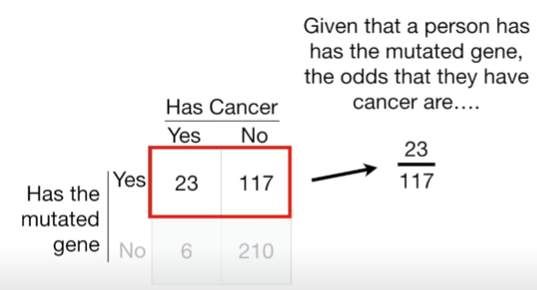 Given that a person has
has the mutated gene,
the odds that they have
cancer are....
Has Cancer
Yes No
23
117
Has the
mutated
gene
Yes 23 117
No 6 210